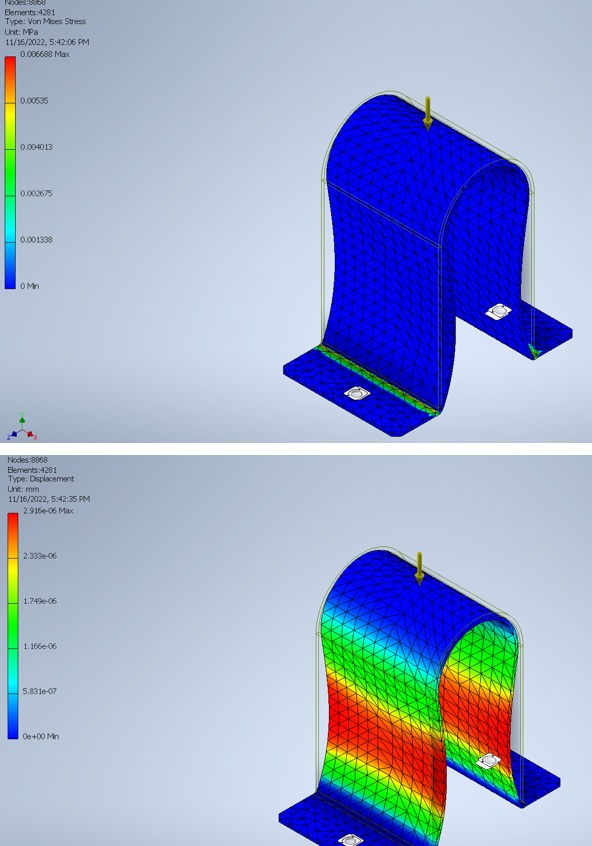 Nodes:8868
Elements:4281
Type: Von Mises Stress
Unit: MPa
11/16/2022, 5:42:06 PM
0.006688 Max
0.00535
0.004013
0.002675
0.001338
0 Min
Y
Z
X
Nodes:8868
Elements:4281
Type: Displacement
Unit: mm
11/16/2022, 5:42:35 PM
2.916e-06 Max
2.333e-06
1.749e-06
1.166e-06
5.831e-07
0e+00 Min